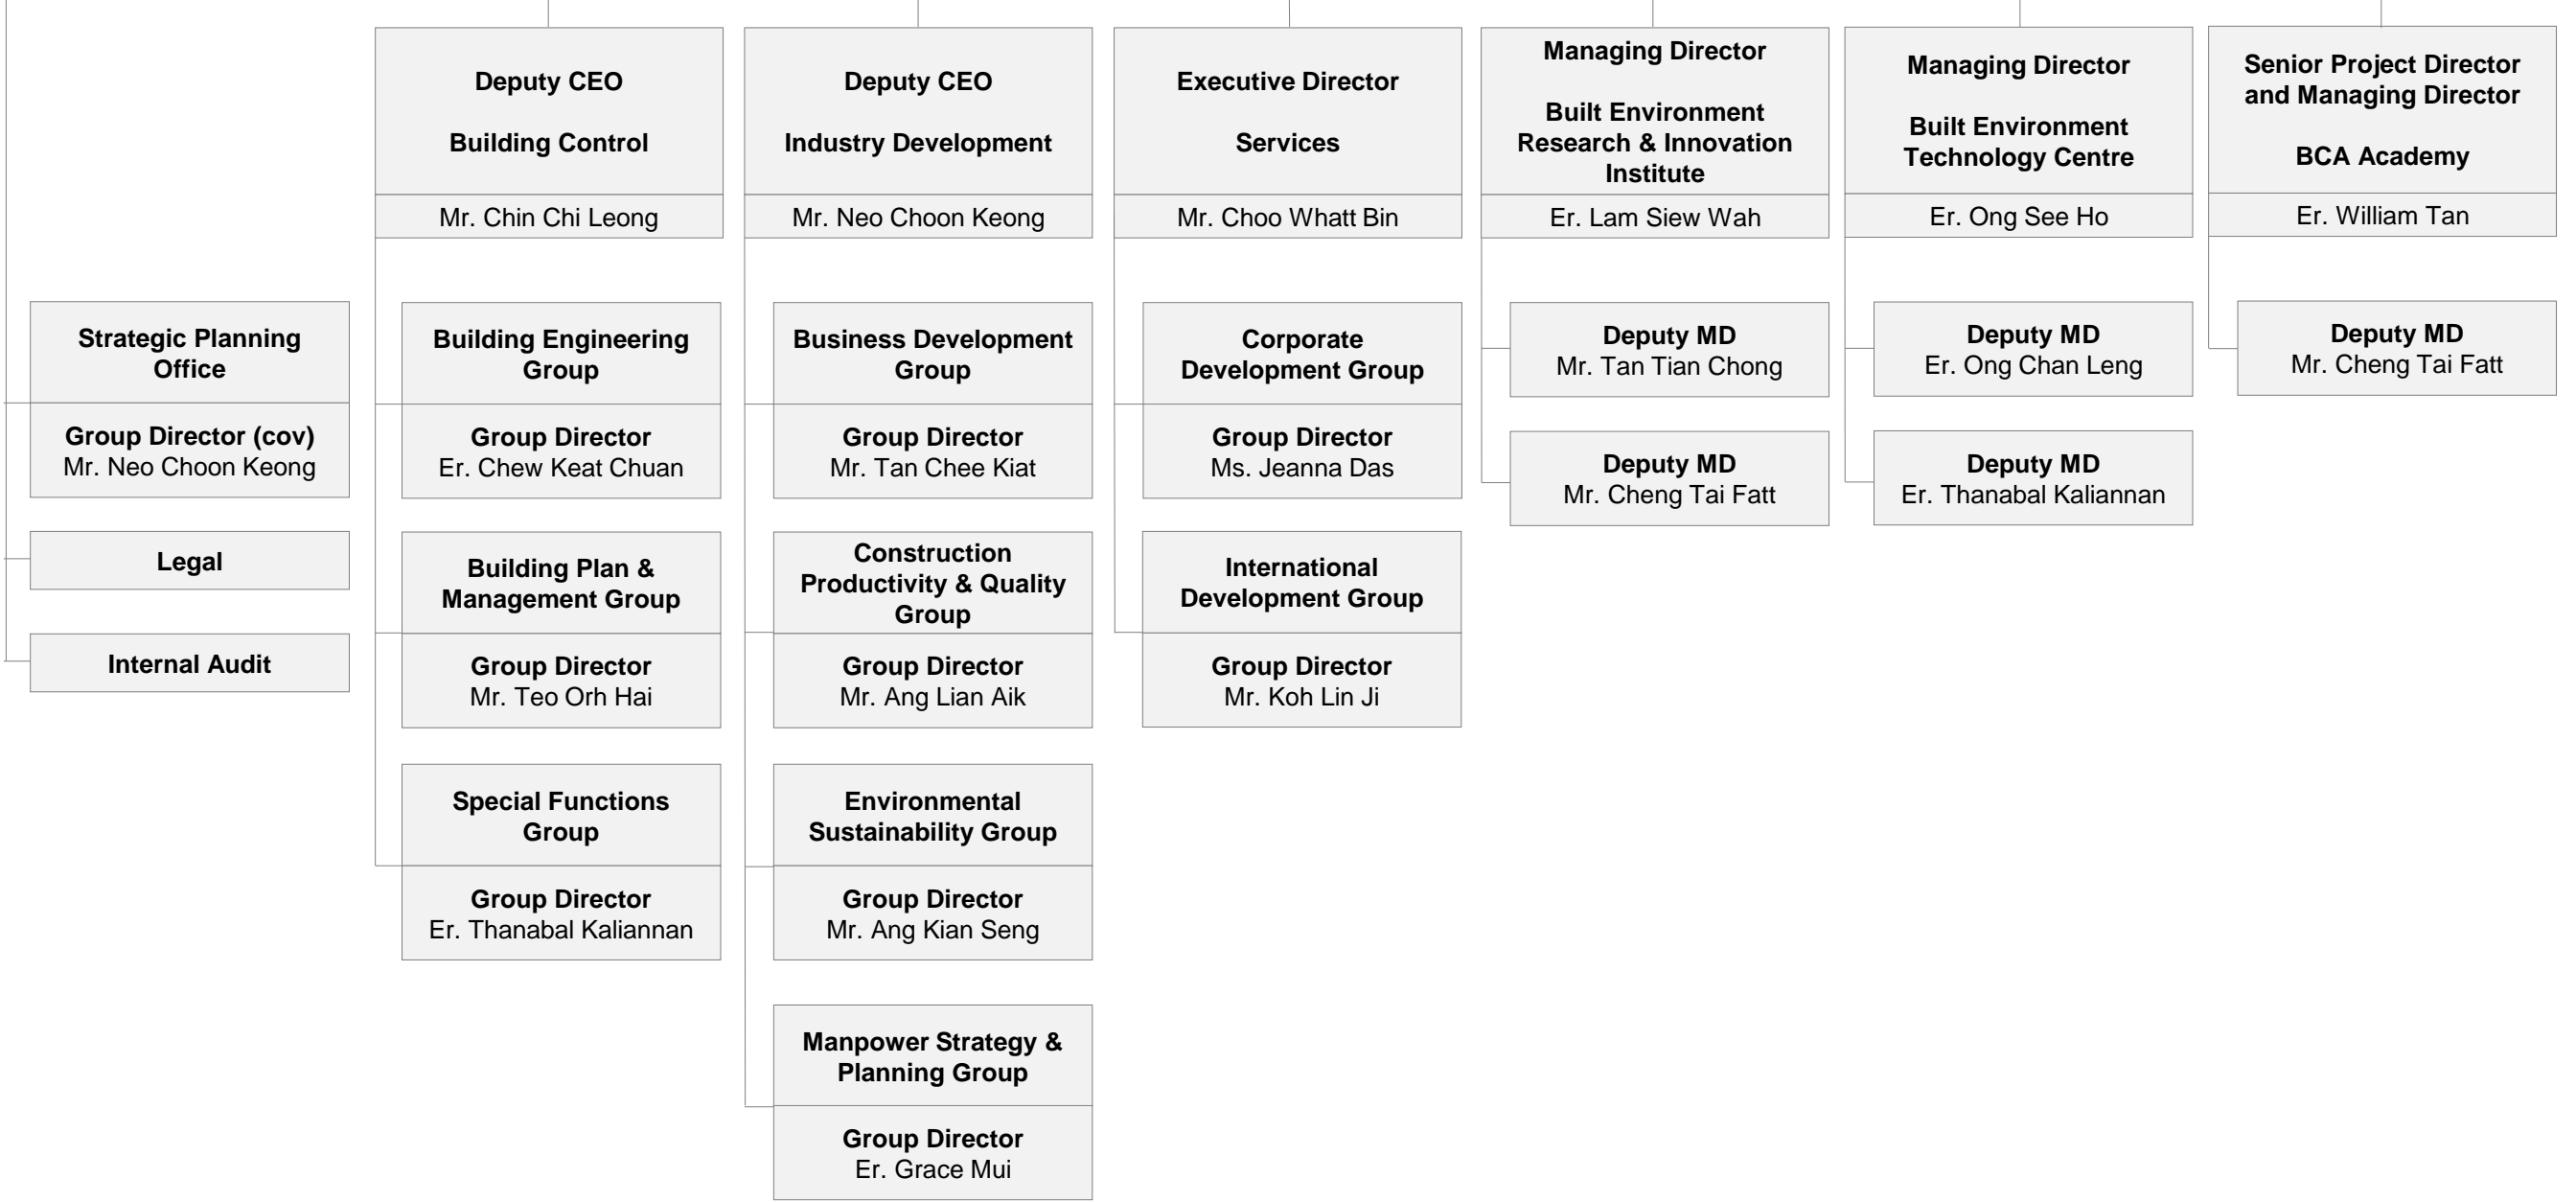 Deputy CEO
Building Control
Mr. Chin Chi Leong
Deputy CEO
Industry Development
Mr. Neo Choon Keong
Executive Director
Services
Mr. Choo Whatt Bin
Managing Director
Built Environment
Research & Innovation
Institute
Er. Lam Siew Wah
Managing Director
Built Environment
Technology Centre
Er. Ong See Ho
Senior Project Director
and Managing Director
BCA Academy
Er. William Tan
Strategic Planning
Office
Group Director (cov)
Mr. Neo Choon Keong
Legal
Internal Audit
Building Engineering
Group
Group Director
Er. Chew Keat Chuan
Building Plan &
Management Group
Group Director
Mr. Teo Orh Hai
Special Functions
Group
Group Director
Er. Thanabal Kaliannan
Business Development
Group
Group Director
Mr. Tan Chee Kiat
Construction
Productivity & Quality
Group
Group Director
Mr. Ang Lian Aik
Environmental
Sustainability Group
Group Director
Mr. Ang Kian Seng
Manpower Strategy &
Planning Group
Group Director
Er. Grace Mui
Corporate
Development Group
Group Director
Ms. Jeanna Das
International
Development Group
Group Director
Mr. Koh Lin Ji
Deputy MD
Mr. Tan Tian Chong
Deputy MD
Mr. Cheng Tai Fatt
Deputy MD
Er. Ong Chan Leng
Deputy MD
Er. Thanabal Kaliannan
Deputy MD
Mr. Cheng Tai Fatt